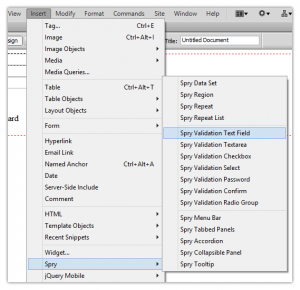 View Insert Modify Format Commands Site Window Help
sign
Title: Untitled Document
ard
Tag... Ctrl+E
Image Ctrl+Alt+I
Image Objects
Media
Media Queries...
Table Ctrl+Alt+T
Table Objects
Layout Objects
Form
Hyperlink
Email Link
Named Anchor Ctrl+Alt+A
Date
Server-Side Include
Comment
HTML
Template Objects
Recent Snippets
Widget...
Spry
jQuery Mobile
Spry Data Set
Spry Region
Spry Repeat
Spry Repeat List
Spry Validation Text Field
Spry Validation Textarea
Spry Validation Checkbox
Spry Validation Select
Spry Validation Password
Spry Validation Confirm
Spry Validation Radio Group
Spry Menu Bar
Spry Tabbed Panels
Spry Accordion
Spry Collapsible Panel
Spry Tooltip